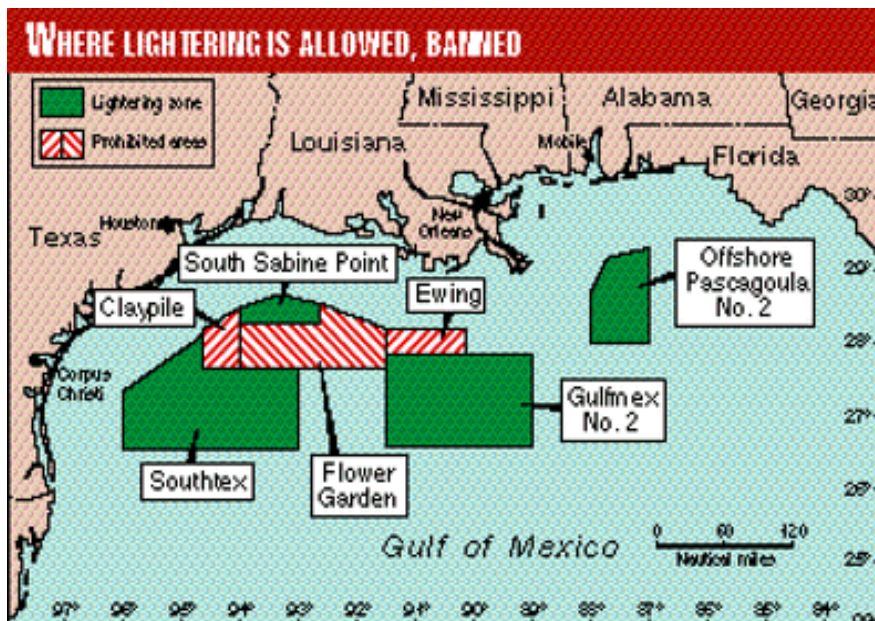 WHERE LIGHTERING IS ALLOWED, BANNED
Lightering zone
Prohibited areas
Mississippi
Alabama
Georgia
Louisiana
Mobile
Florida
Texas
Houston
New
Orleans
30°
South Sabine Point
Claypile
Ewing
Offshore
Pascagoula
No. 2
29°
28°
Corpus
Christi
Gulfmex
No. 2
27°
Southtex
Flower
Garden
26°
Gulf of Mexico
0 60 120
Nautical miles
25°
97° 96° 95° 94° 93° 92° 91° 90° 89° 88° 87° 86° 85° 84°